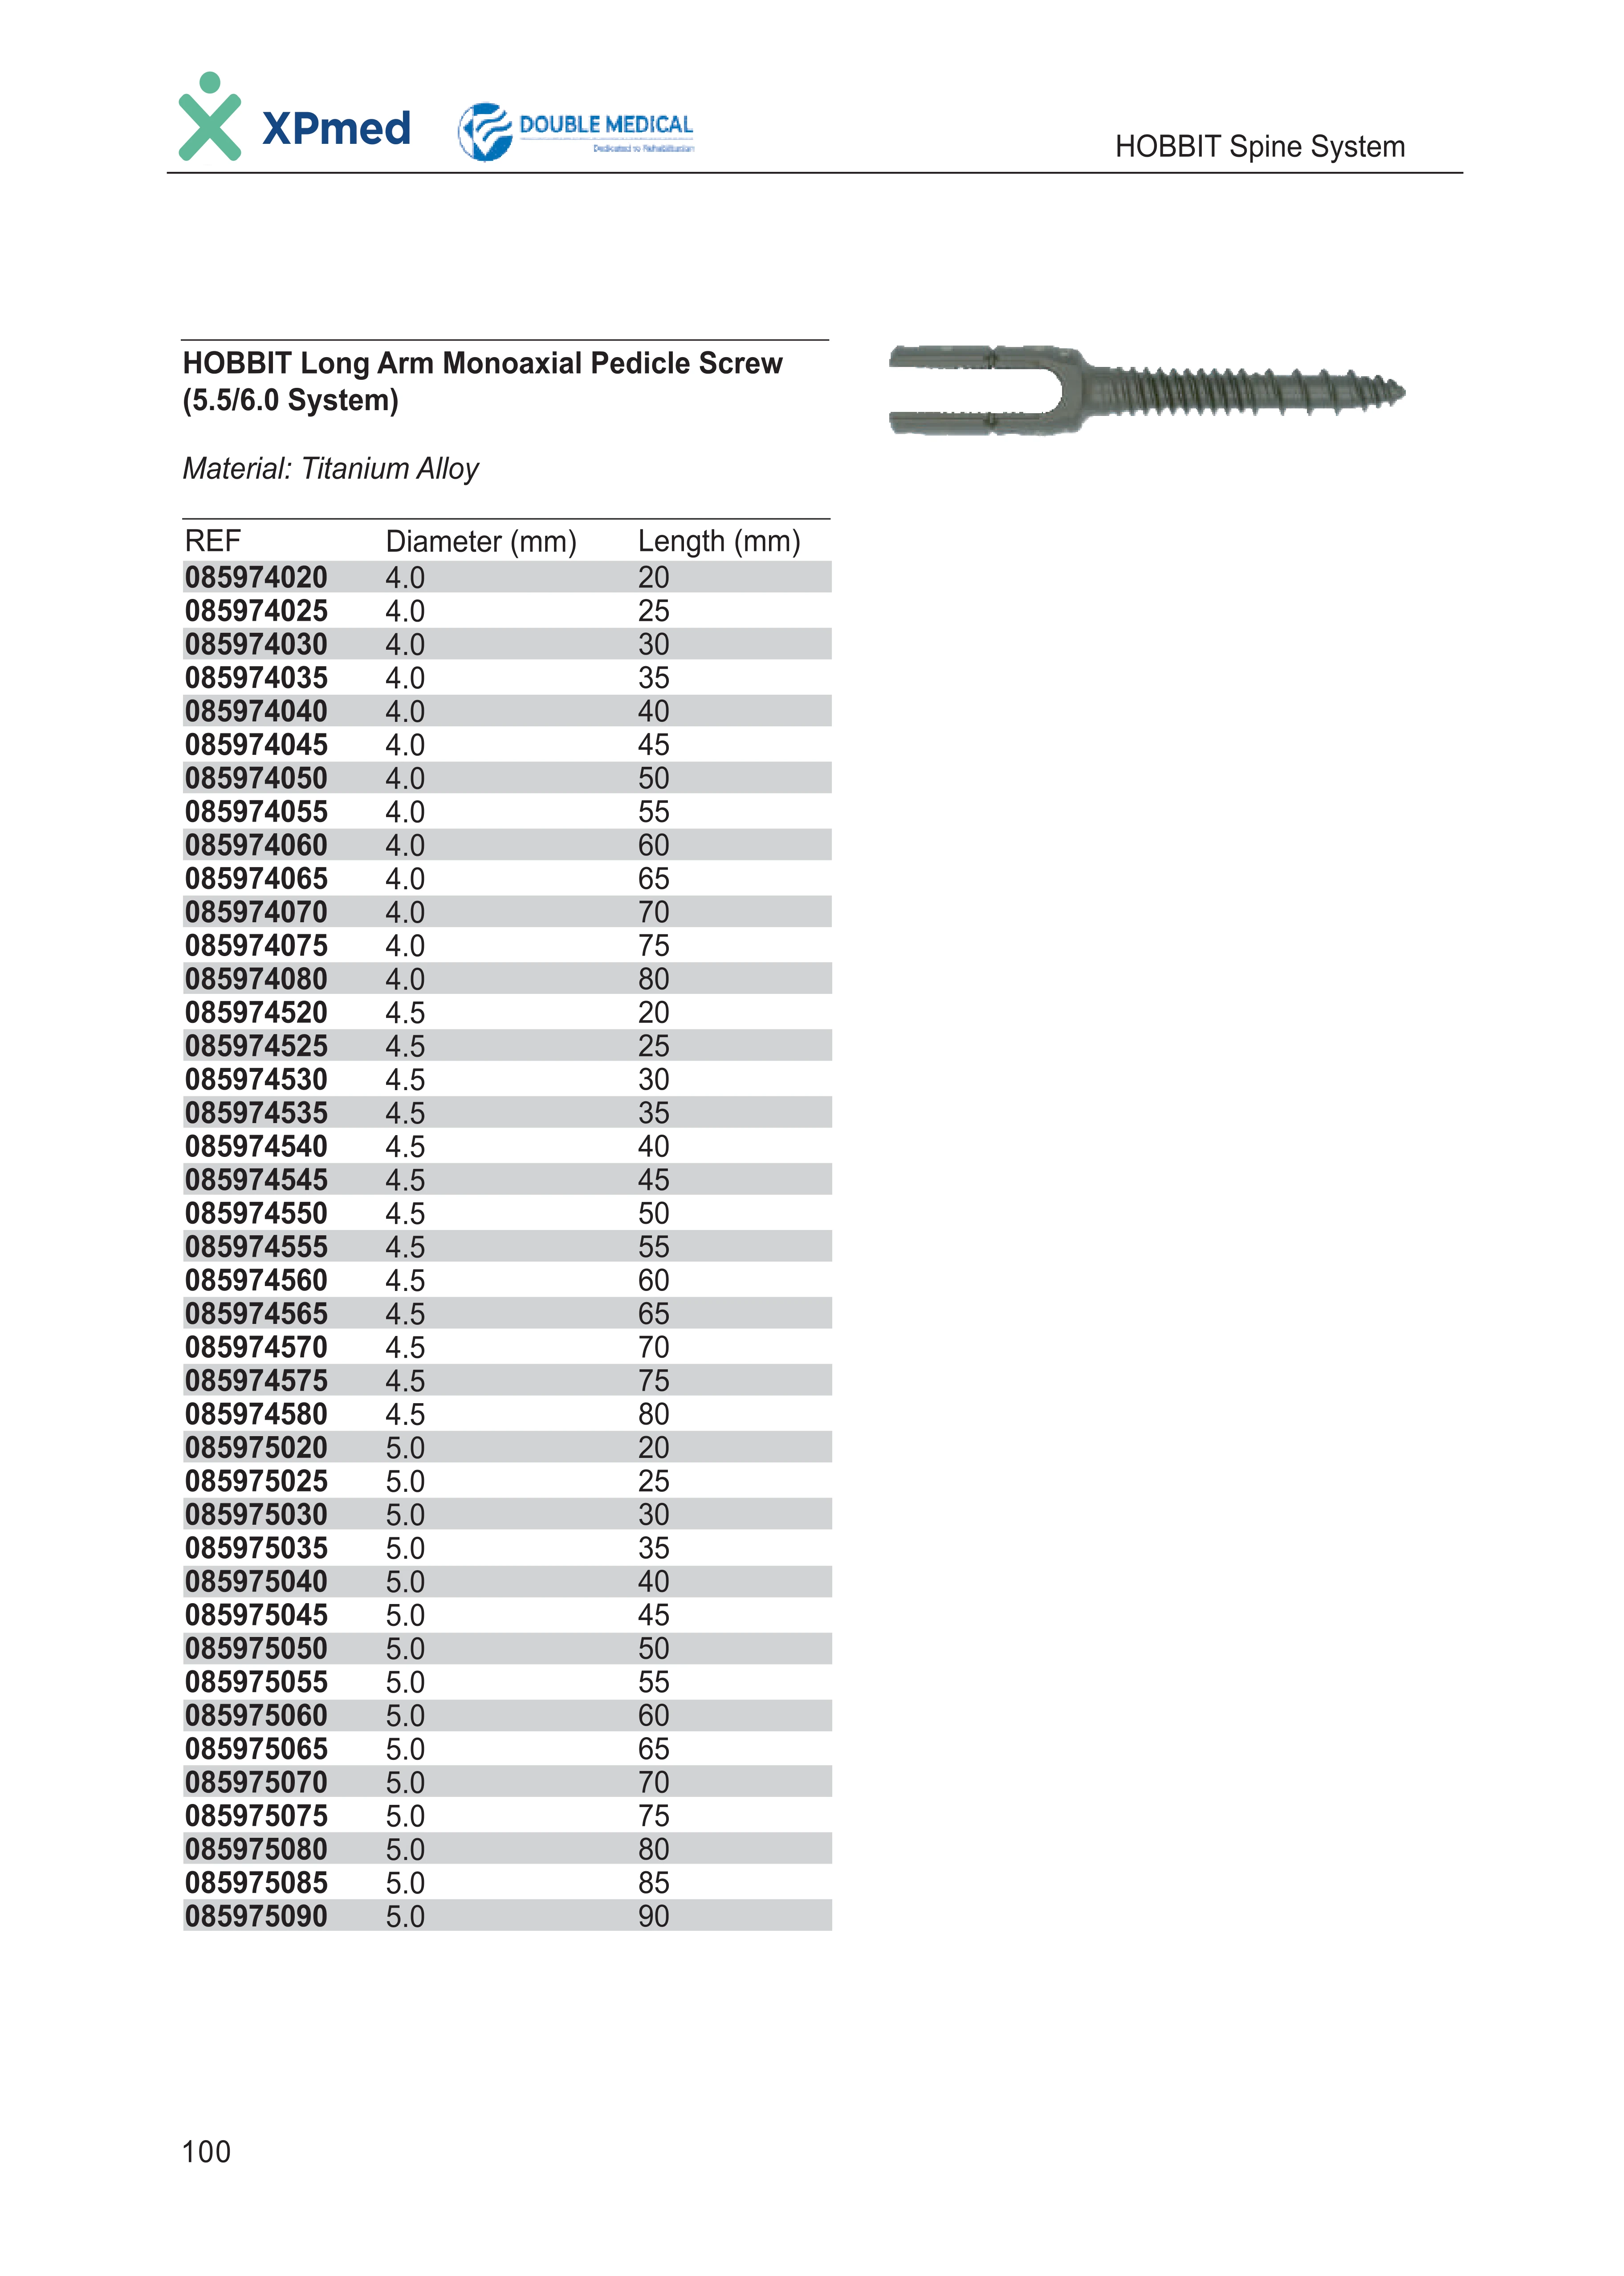 XPmed
DOUBLE MEDICAL
Dedicated to Rehabilitation
HOBBIT Spine System
HOBBIT Long Arm Monoaxial Pedicle Screw
(5.5/6.0 System)
Material: Titanium Alloy
REF Diameter (mm) Length (mm)
085974020 4.0 20
085974025 4.0 25
085974030 4.0 30
085974035 4.0 35
085974040 4.0 40
085974045 4.0 45
085974050 4.0 50
085974055 4.0 55
085974060 4.0 60
085974065 4.0 65
085974070 4.0 70
085974075 4.0 75
085974080 4.0 80
085974520 4.5 20
085974525 4.5 25
085974530 4.5 30
085974535 4.5 35
085974540 4.5 40
085974545 4.5 45
085974550 4.5 50
085974555 4.5 55
085974560 4.5 60
085974565 4.5 65
085974570 4.5 70
085974575 4.5 75
085974580 4.5 80
085975020 5.0 20
085975025 5.0 25
085975030 5.0 30
085975035 5.0 35
085975040 5.0 40
085975045 5.0 45
085975050 5.0 50
085975055 5.0 55
085975060 5.0 60
085975065 5.0 65
085975070 5.0 70
085975075 5.0 75
085975080 5.0 80
085975085 5.0 85
085975090 5.0 90
100